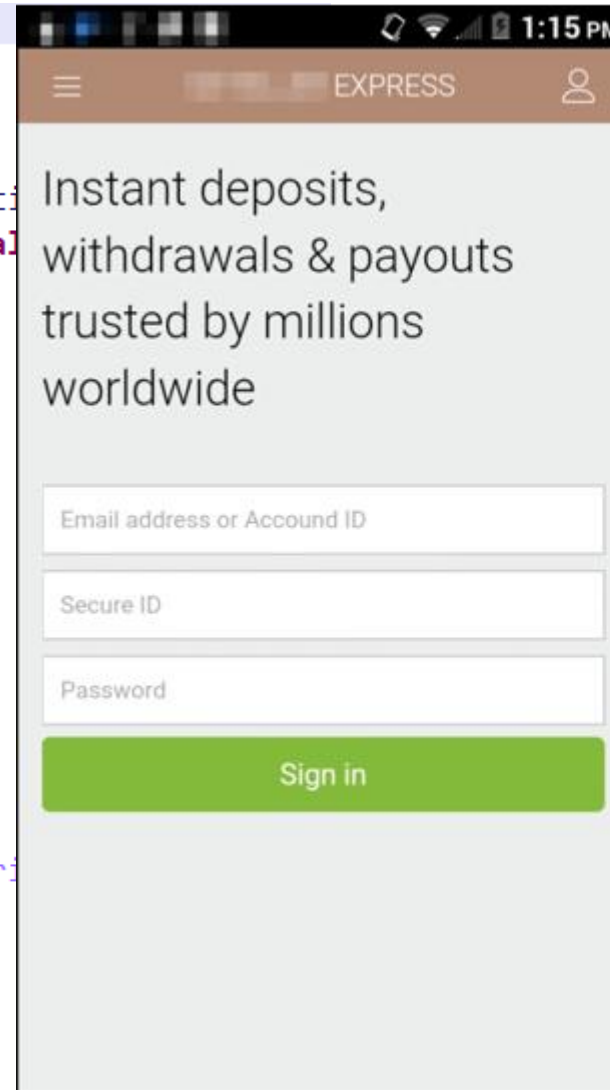 1:15 PM
EXPRESS
Instant deposits,
withdrawals & payouts
trusted by millions
worldwide
Email address or Accound ID
Secure ID
Password
Sign in